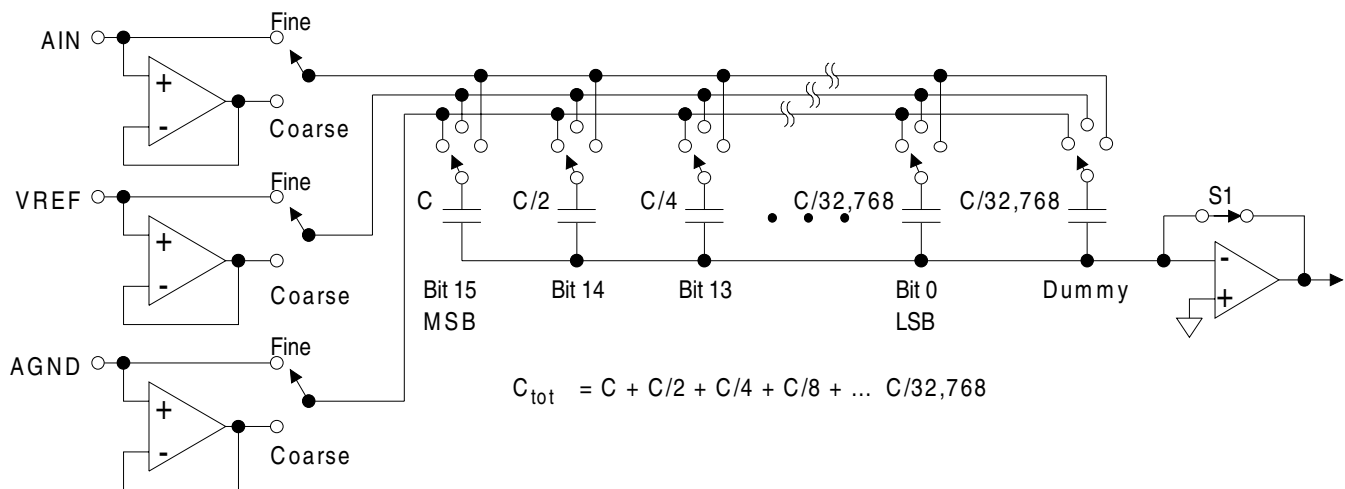 Fine
AIN
+
-
Coarse
Fine
VREF
+
-
Coarse
Fine
AGND
+
-
Coarse
C C/2 C/4 • • • C/32,768 C/32,768
S1
-
+
Bit 15 Bit 14 Bit 13 Bit 0 Dummy
MSB LSB
Ctot = C + C/2 + C/4 + C/8 + ... C/32,768